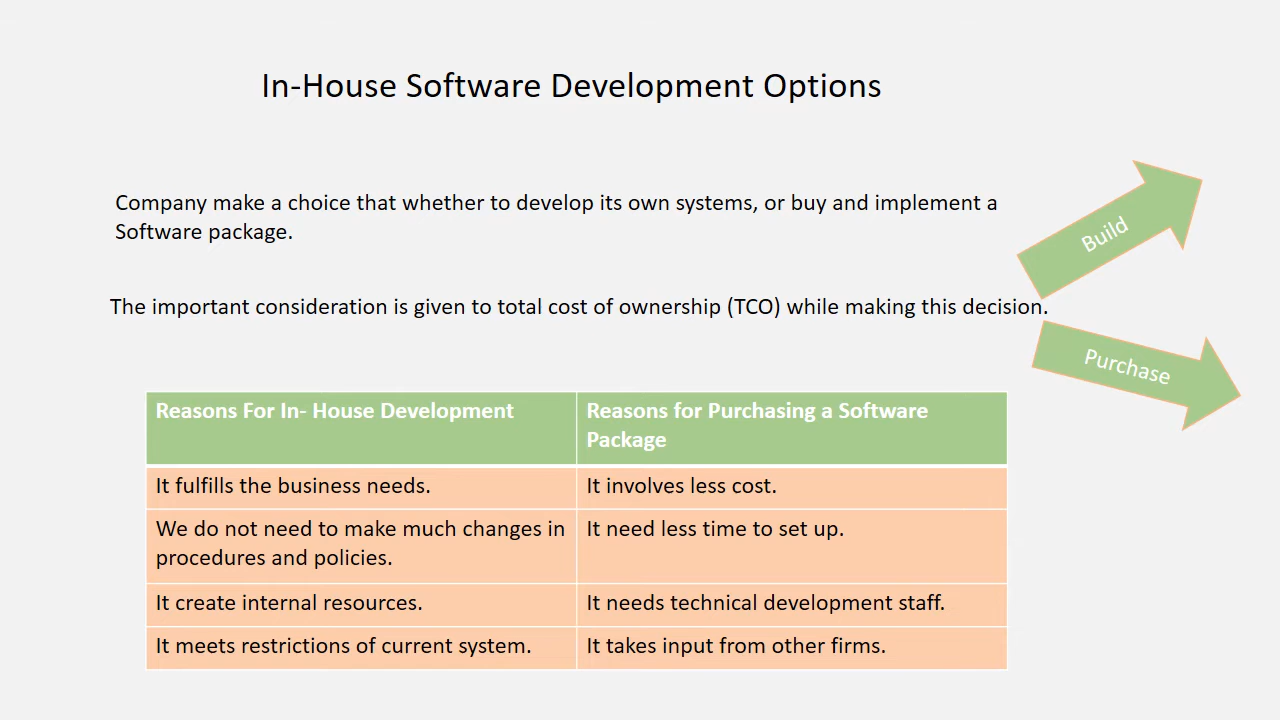 In-House Software Development Options
Company make a choice that whether to develop its own systems, or buy and implement a
Software package.
Build
The important consideration is given to total cost of ownership (TCO) while making this decision.
Purchase
Reasons For In- House Development
Reasons for Purchasing a Software
Package
It fulfills the business needs.
It involves less cost.
We do not need to make much changes in
procedures and policies.
It need less time to set up.
It create internal resources.
It needs technical development staff.
It meets restrictions of current system.
It takes input from other firms.